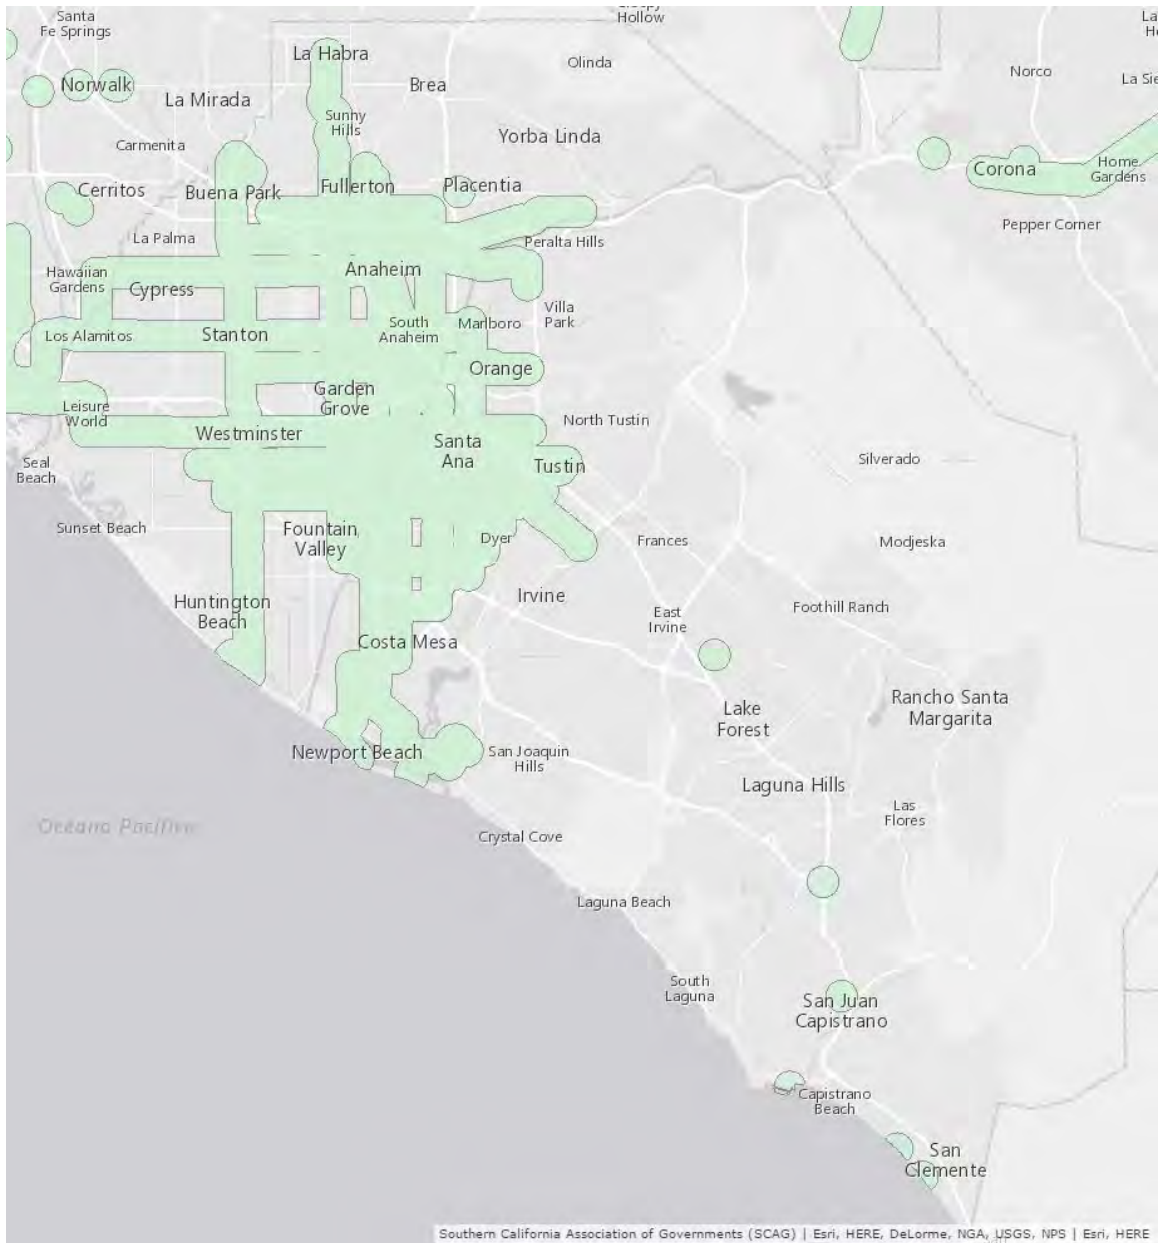 Sleepy
Hollow
Santa
Fe Springs
La
La Habra
Olinda
Norco
La Sie
Norwalk
Brea
La Mirada
Sunny
Hills
Yorba Linda
Carmenita
Corona
Home
Gardens
Cerritos
Buena Park
Fullerton
Placentia
Pepper Corner
La Palma
Peralta Hills
Hawaiian
Gardens
Anaheim
Cypress
Villa
Park
Los Alamitos
Stanton
South
Anaheim
Marlboro
Orange
Garden
Grove
Leisure
World
North Tustin
Westminster
Santa
Ana
Tustin
Silverado
Seal
Beach
Sunset Beach
Fountain
Valley
Dyer
Frances
Modjeska
Huntington
Beach
Irvine
East
Irvine
Foothill Ranch
Costa Mesa
Rancho Santa
Margarita
Lake
Forest
Newport Beach
San Joaquin
Hills
Laguna Hills
Las
Flores
Océano Pacífico
Crystal Cove
Laguna Beach
South
Laguna
San Juan
Capistrano
Capistrano
Beach
San
Clemente
Southern California Association of Governments (SCAG) | Esri, HERE, DeLorme, NGA, USGS, NPS | Esri, HERE